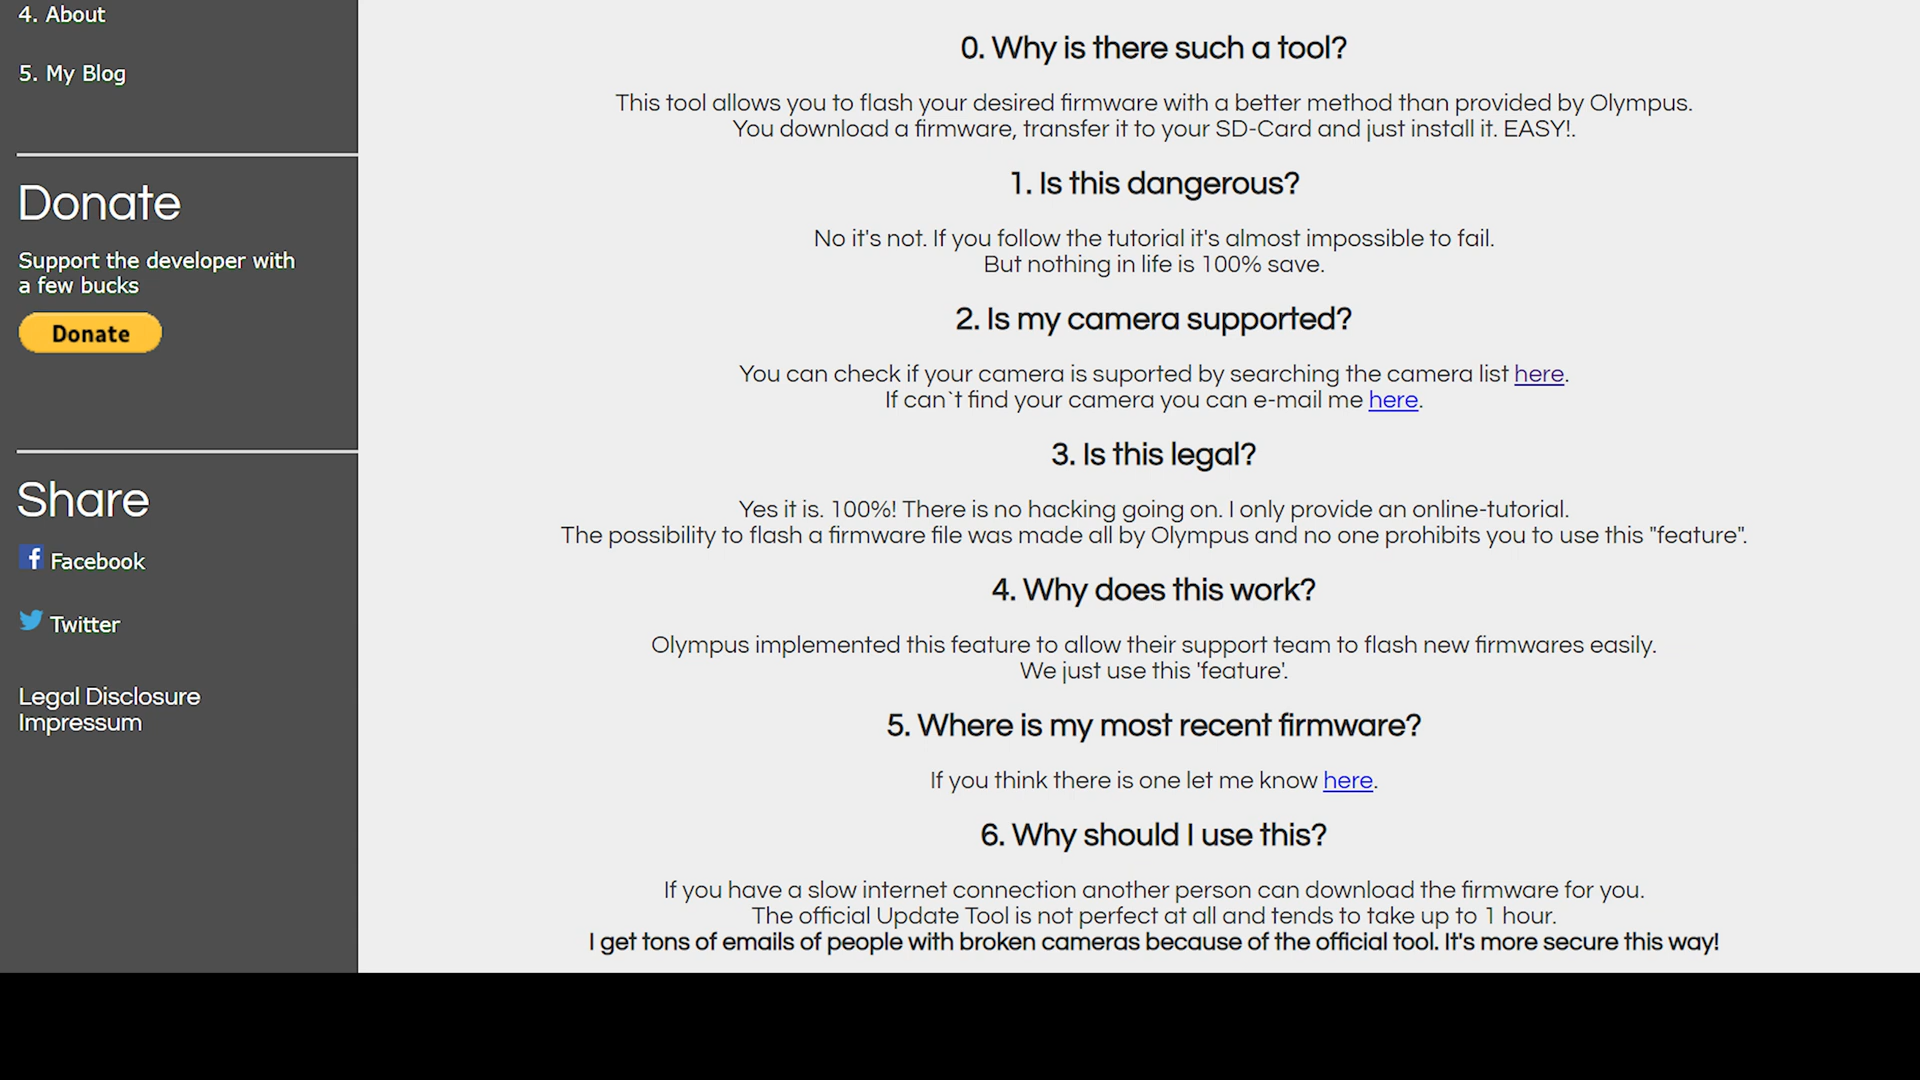 4. About
5. My Blog
Donate
Support the developer with
a few bucks
Donate
Share
Facebook
Twitter
Legal Disclosure
Impressum
0. Why is there such a tool?
This tool allows you to flash your desired firmware with a better method than provided by Olympus.
You download a firmware, transfer it to your SD-Card and just install it. EASY!.
1. Is this dangerous?
No it's not. If you follow the tutorial it's almost impossible to fail.
But nothing in life is 100% save.
2. Is my camera supported?
You can check if your camera is suported by searching the camera list here.
If can`t find your camera you can e-mail me here.
3. Is this legal?
Yes it is. 100%! There is no hacking going on. I only provide an online-tutorial.
The possibility to flash a firmware file was made all by Olympus and no one prohibits you to use this "feature".
4. Why does this work?
Olympus implemented this feature to allow their support team to flash new firmwares easily.
We just use this 'feature'.
5. Where is my most recent firmware?
If you think there is one let me know here.
6. Why should I use this?
If you have a slow internet connection another person can download the firmware for you.
The official Update Tool is not perfect at all and tends to take up to 1 hour.
I get tons of emails of people with broken cameras because of the official tool. It's more secure this way!